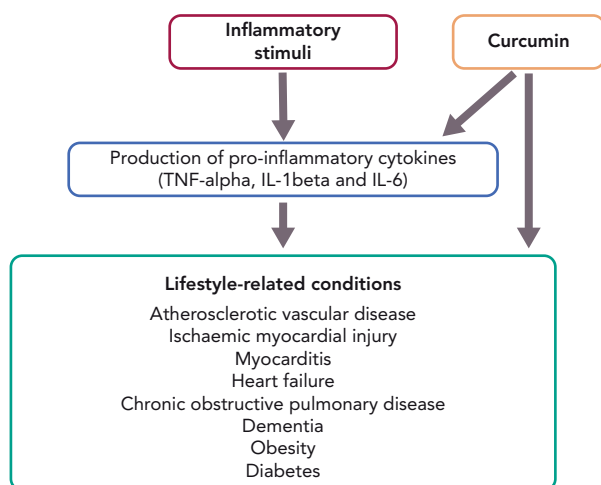 Inflammatory
stimuli
Curcumin
Production of pro-inflammatory cytokines
(TNF-alpha, IL-1beta and IL-6)
Lifestyle-related conditions
Atherosclerotic vascular disease
Ischaemic myocardial injury
Myocarditis
Heart failure
Chronic obstructive pulmonary disease
Dementia
Obesity
Diabetes